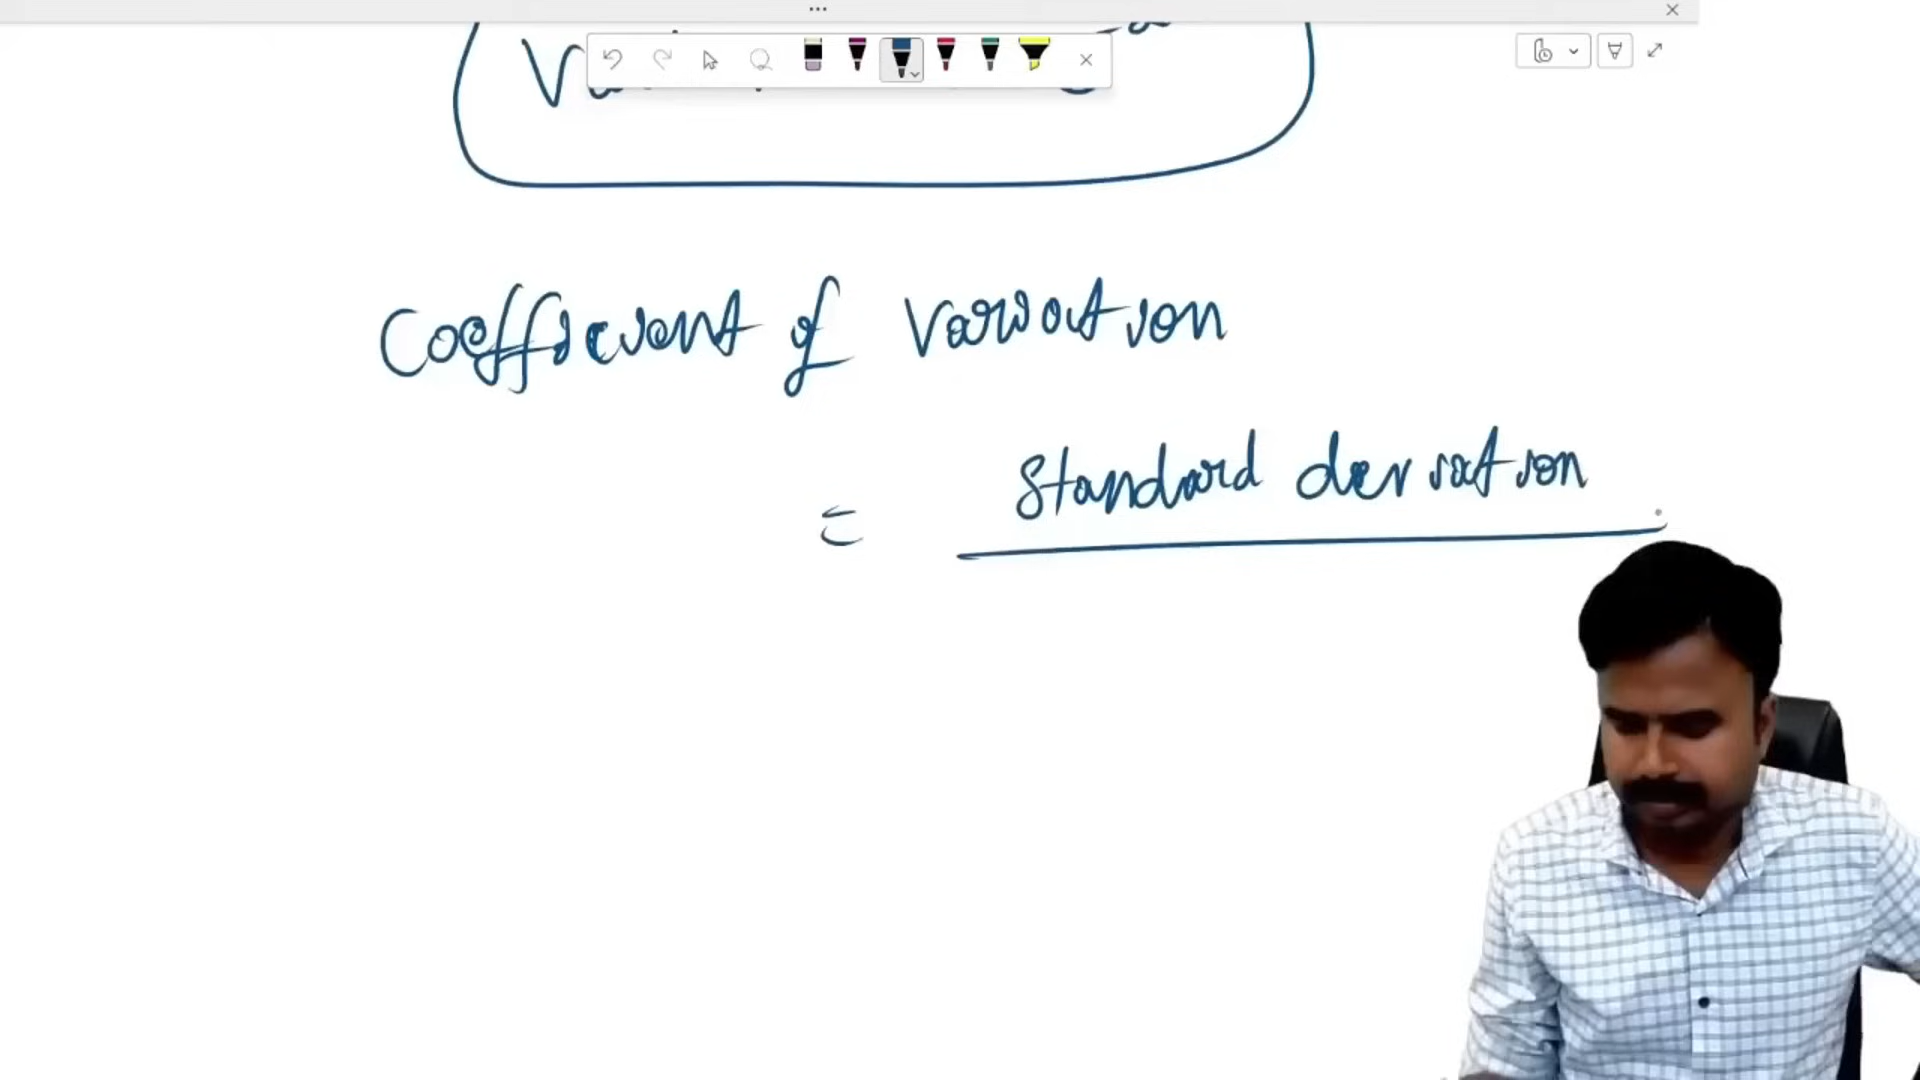 Coefficient of Variation
= Standard deviation